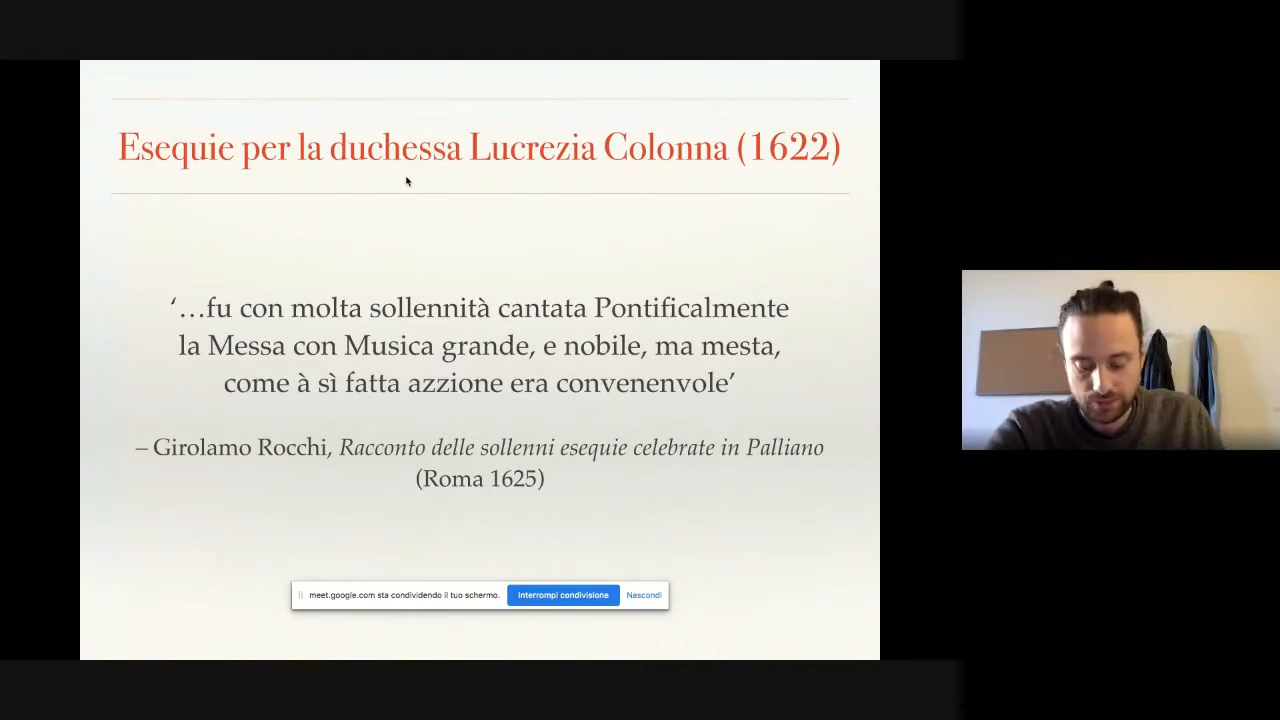 Esequie per la duchessa Lucrezia Colonna (1622)
‘…fu con molta sollennità cantata Pontificalmente
la Messa con Musica grande, e nobile, ma mesta,
come à sì fatta azzione era convenenvole’
– Girolamo Rocchi, Racconto delle sollenni esequie celebrate in Palliano
(Roma 1625)
meet.google.com sta condividendo il tuo schermo. Interrompi condivisione Nascondi